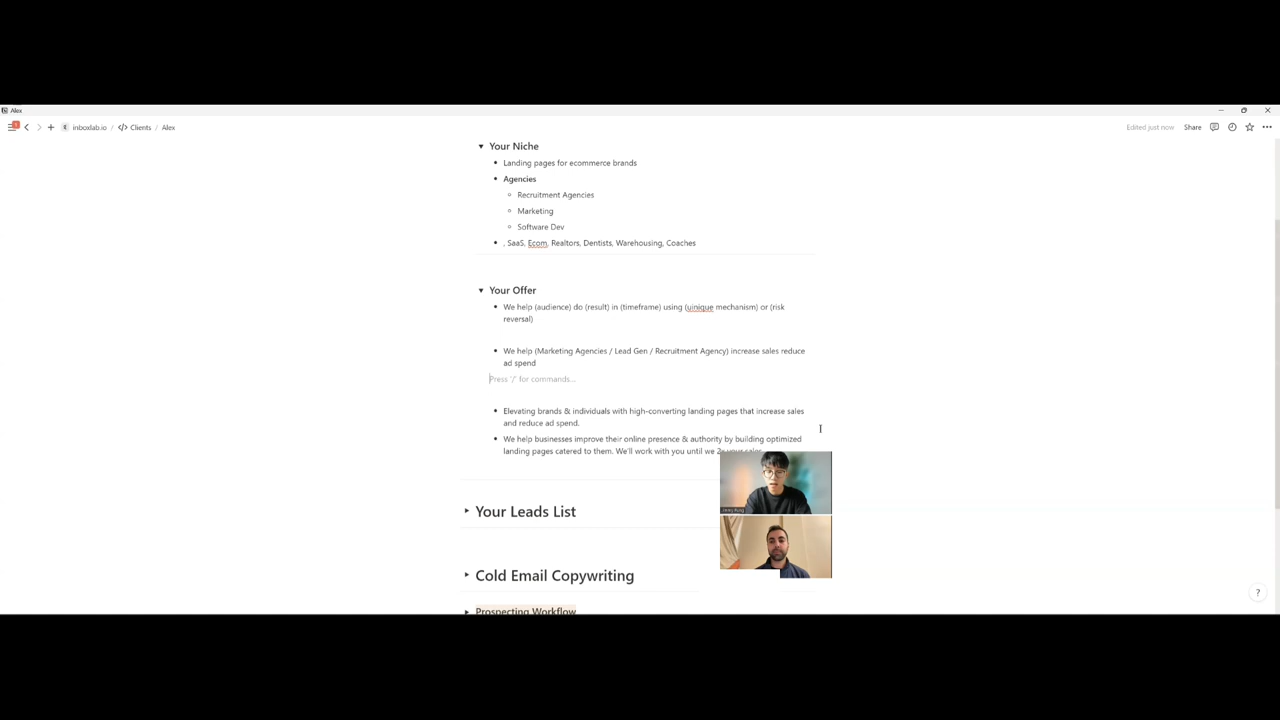 Alex
1
inboxlab.io / Clients / Alex
Edited just now
Share
Your Niche
Landing pages for ecommerce brands
Agencies
Recruitment Agencies
Marketing
Software Dev
, SaaS, Ecom, Realtors, Dentists, Warehousing, Coaches
Your Offer
We help (audience) do (result) in (timeframe) using (uinique mechanism) or (risk
reversal)
We help (Marketing Agencies / Lead Gen / Recruitment Agency) increase sales reduce
ad spend
Press '/' for commands...
Elevating brands & individuals with high-converting landing pages that increase sales
and reduce ad spend.
We help businesses improve their online presence & authority by building optimized
landing pages catered to them. We'll work with you until we 2x your sales
Your Leads List
Cold Email Copywriting
Prospecting Workflow
?